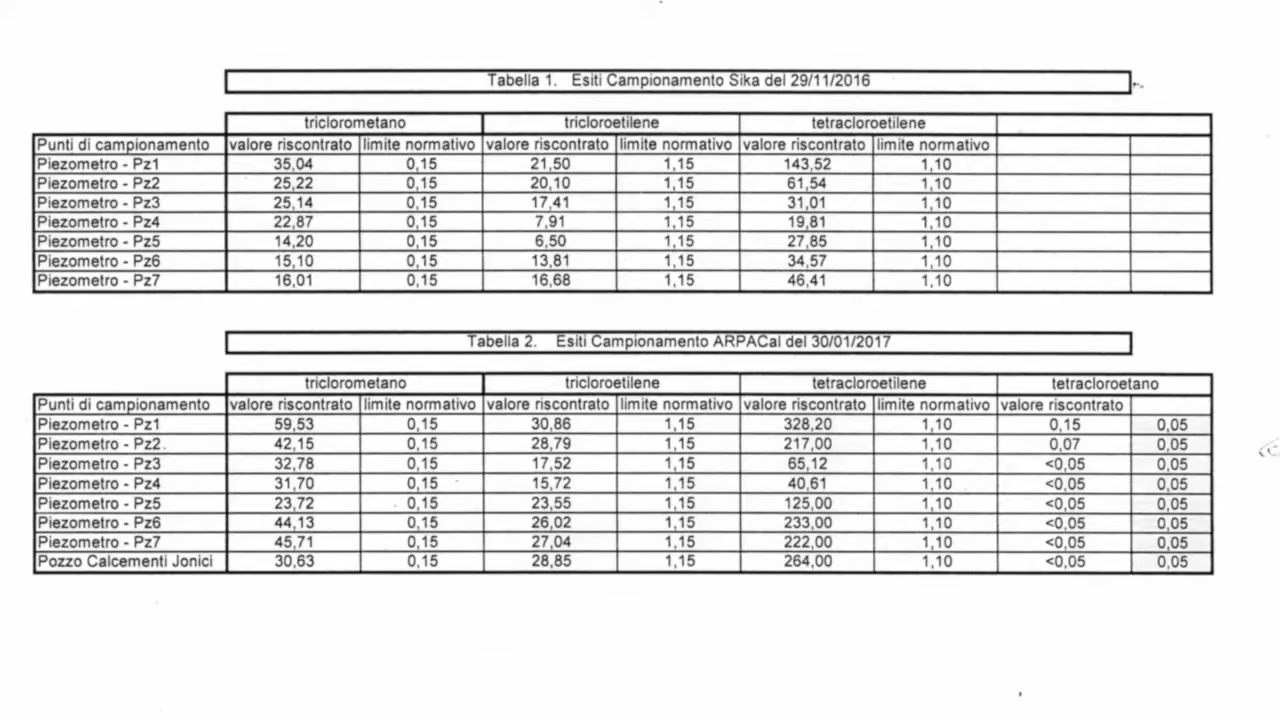 Tabella 1. Esiti Campionamento Sika del 29/11/2016
triclorometano tricloroetilene tetracloroetilene
Punti di campionamento valore riscontrato limite normativo valore riscontrato limite normativo valore riscontrato limite normativo
Piezometro - Pz1 35,04 0,15 21,50 1,15 143,52 1,10
Piezometro - Pz2 25,22 0,15 20,10 1,15 61,54 1,10
Piezometro - Pz3 25,14 0,15 17,41 1,15 31,01 1,10
Piezometro - Pz4 22,87 0,15 7,91 1,15 19,81 1,10
Piezometro - Pz5 14,20 0,15 6,50 1,15 27,85 1,10
Piezometro - Pz6 15,10 0,15 13,81 1,15 34,57 1,10
Piezometro - Pz7 16,01 0,15 16,68 1,15 46,41 1,10
Tabella 2. Esiti Campionamento ARPACal del 30/01/2017
triclorometano tricloroetilene tetracloroetilene tetracloroetano
Punti di campionamento valore riscontrato limite normativo valore riscontrato limite normativo valore riscontrato limite normativo valore riscontrato
Piezometro - Pz1 59,53 0,15 30,86 1,15 328,20 1,10 0,15 0,05
Piezometro - Pz2 42,15 0,15 28,79 1,15 217,00 1,10 0,07 0,05
Piezometro - Pz3 32,78 0,15 17,52 1,15 65,12 1,10 <0,05 0,05
Piezometro - Pz4 31,70 0,15 15,72 1,15 40,61 1,10 <0,05 0,05
Piezometro - Pz5 23,72 0,15 23,55 1,15 125,00 1,10 <0,05 0,05
Piezometro - Pz6 44,13 0,15 26,02 1,15 233,00 1,10 <0,05 0,05
Piezometro - Pz7 45,71 0,15 27,04 1,15 222,00 1,10 <0,05 0,05
Pozzo Calcementi Jonici 30,63 0,15 28,85 1,15 264,00 1,10 <0,05 0,05